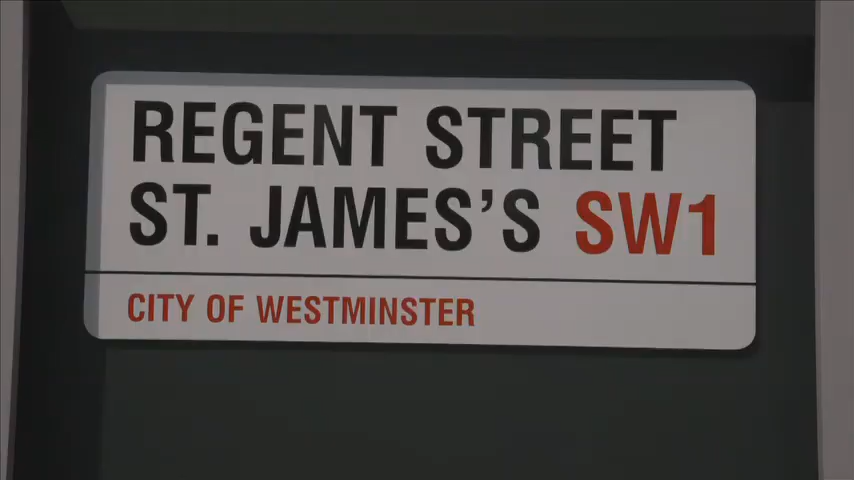 REGENT STREET
ST. JAMES'S SW1
CITY OF WESTMINSTER